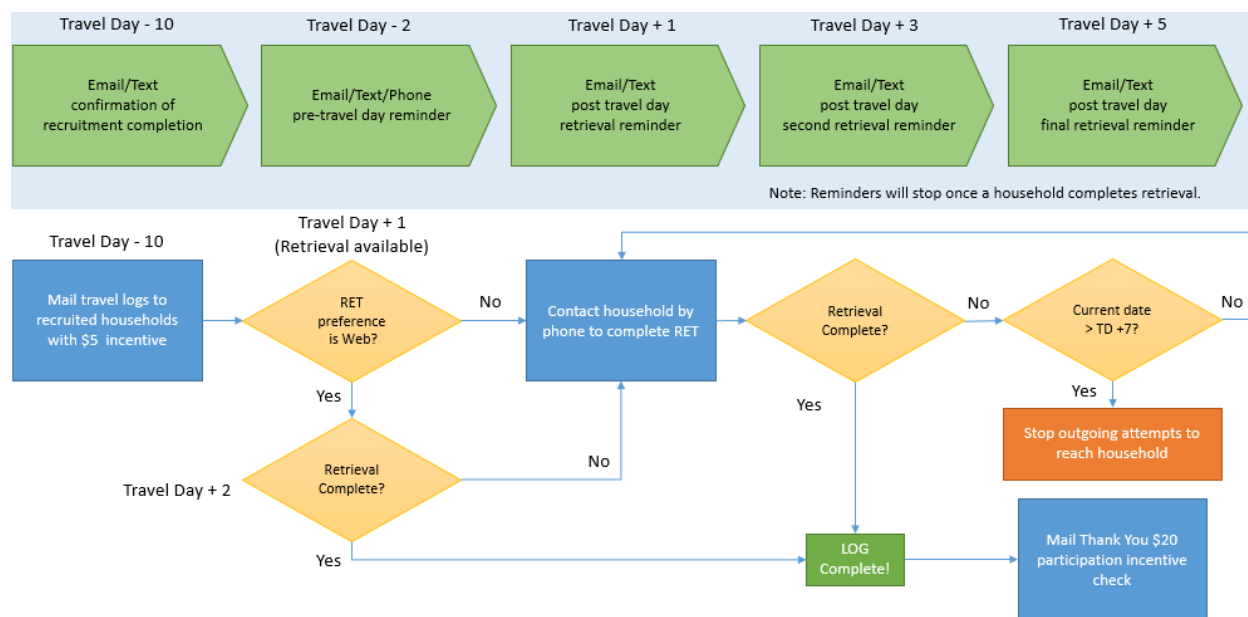 Travel Day - 10
Travel Day - 2
Travel Day + 1
Travel Day + 3
Travel Day + 5
Email/Text
confirmation of
recruitment completion
Email/Text/Phone
pre-travel day reminder
Email/Text
post travel day
retrieval reminder
Email/Text
post travel day
second retrieval reminder
Email/Text
post travel day
final retrieval reminder
Note: Reminders will stop once a household completes retrieval.
Travel Day - 10
Travel Day + 1
(Retrieval available)
Mail travel logs to
recruited households
with $5 incentive
RET
preference
is Web?
No
Contact household by
phone to complete RET
Retrieval
Complete?
No
Current date
> TD +7?
No
Yes
Yes
Yes
Stop outgoing attempts to
reach household
Travel Day + 2
Retrieval
Complete?
No
Yes
LOG
Complete!
Mail Thank You $20
participation incentive
check